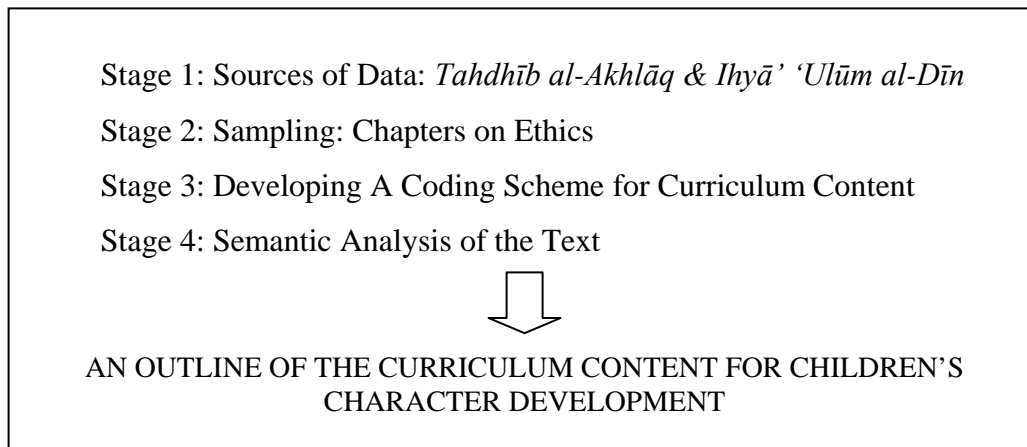 Stage 1: Sources of Data: Tahdhīb al-Akhlāq & Ihyā’ ‘Ulūm al-Dīn
Stage 2: Sampling: Chapters on Ethics
Stage 3: Developing A Coding Scheme for Curriculum Content
Stage 4: Semantic Analysis of the Text
AN OUTLINE OF THE CURRICULUM CONTENT FOR CHILDREN’S
CHARACTER DEVELOPMENT